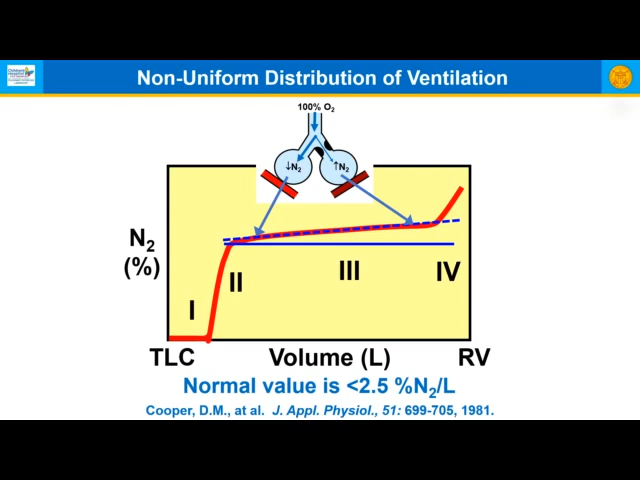 Non-Uniform Distribution of Ventilation
100% O₂
↓N₂ ↑N₂
N₂
(%)
I
II
III
IV
TLC Volume (L) RV
Normal value is <2.5 %N₂/L
Cooper, D.M., at al. J. Appl. Physiol., 51: 699-705, 1981.